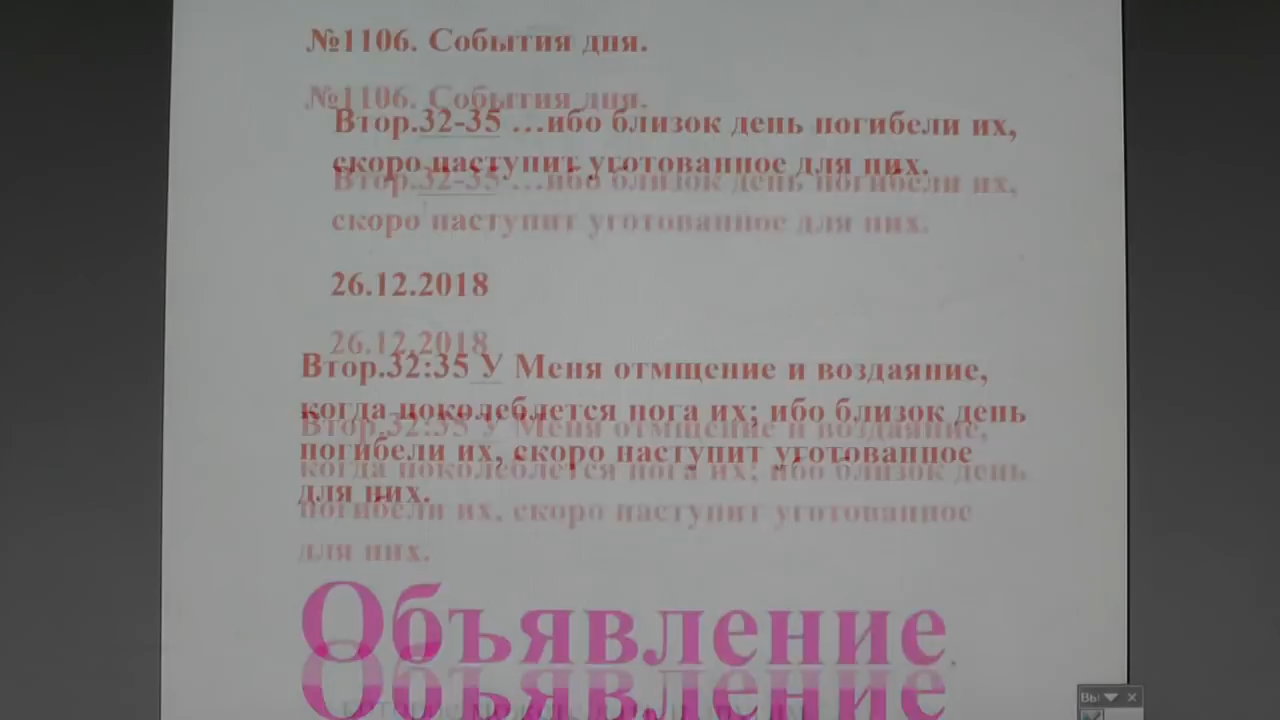 №1106. События дня.
Втор.32-35 …ибо близок день погибели их,
скоро наступит уготованное для них.
26.12.2018
Втор.32:35 У Меня отмщение и воздаяние,
когда поколеблется нога их; ибо близок день
погибели их, скоро наступит уготованное
для них.
Объявление
Вы